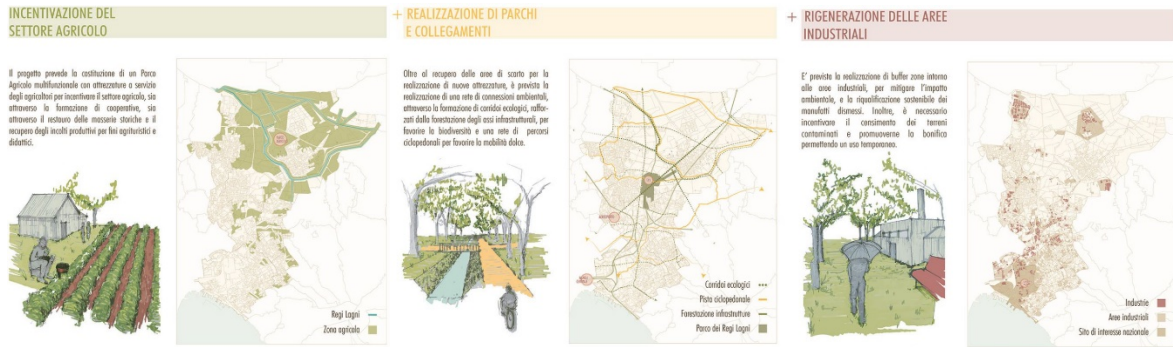 INCENTIVAZIONE DEL
SETTORE AGRICOLO
Il progetto prevede la costituzione di un Parco
Agricolo multifunzionale con attrezzature a servizio
degli agricoltori per incentivare il settore agricolo, sia
attraverso la formazione di cooperative, sia
attraverso il restauro delle masserie storiche e il
recupero degli incolti produttivi per fini agrituristici e
didattici.
Regi Lagni
Zona agricola
+ REALIZZAZIONE DI PARCHI
E COLLEGAMENTI
Oltre al recupero delle aree di scarto per la
realizzazione di nuove attrezzature, è prevista la
realizzazione di una rete di connessioni ambientali,
attraverso la formazione di corridoi ecologici, raffor-
zati dalla forestazione degli assi infrastrutturali, per
favorire la biodiversità e una rete di percorsi
ciclopedonali per favorire la mobilità dolce.
Corridoi ecologici
Pista ciclopedonale
Forestazione infrastrutture
Parco dei Regi Lagni
+ RIGENERAZIONE DELLE AREE
INDUSTRIALI
E' prevista la realizzazione di buffer zone intorno
alle aree industriali, per mitigare l'impatto
ambientale, e la riqualificazione sostenibile dei
manufatti dismessi. Inoltre, è necessario
incentivare il censimento dei terreni
contaminati e promuoverne la bonifica
permettendo un uso temporaneo.
Industrie
Aree industriali
Sito di interesse nazionale